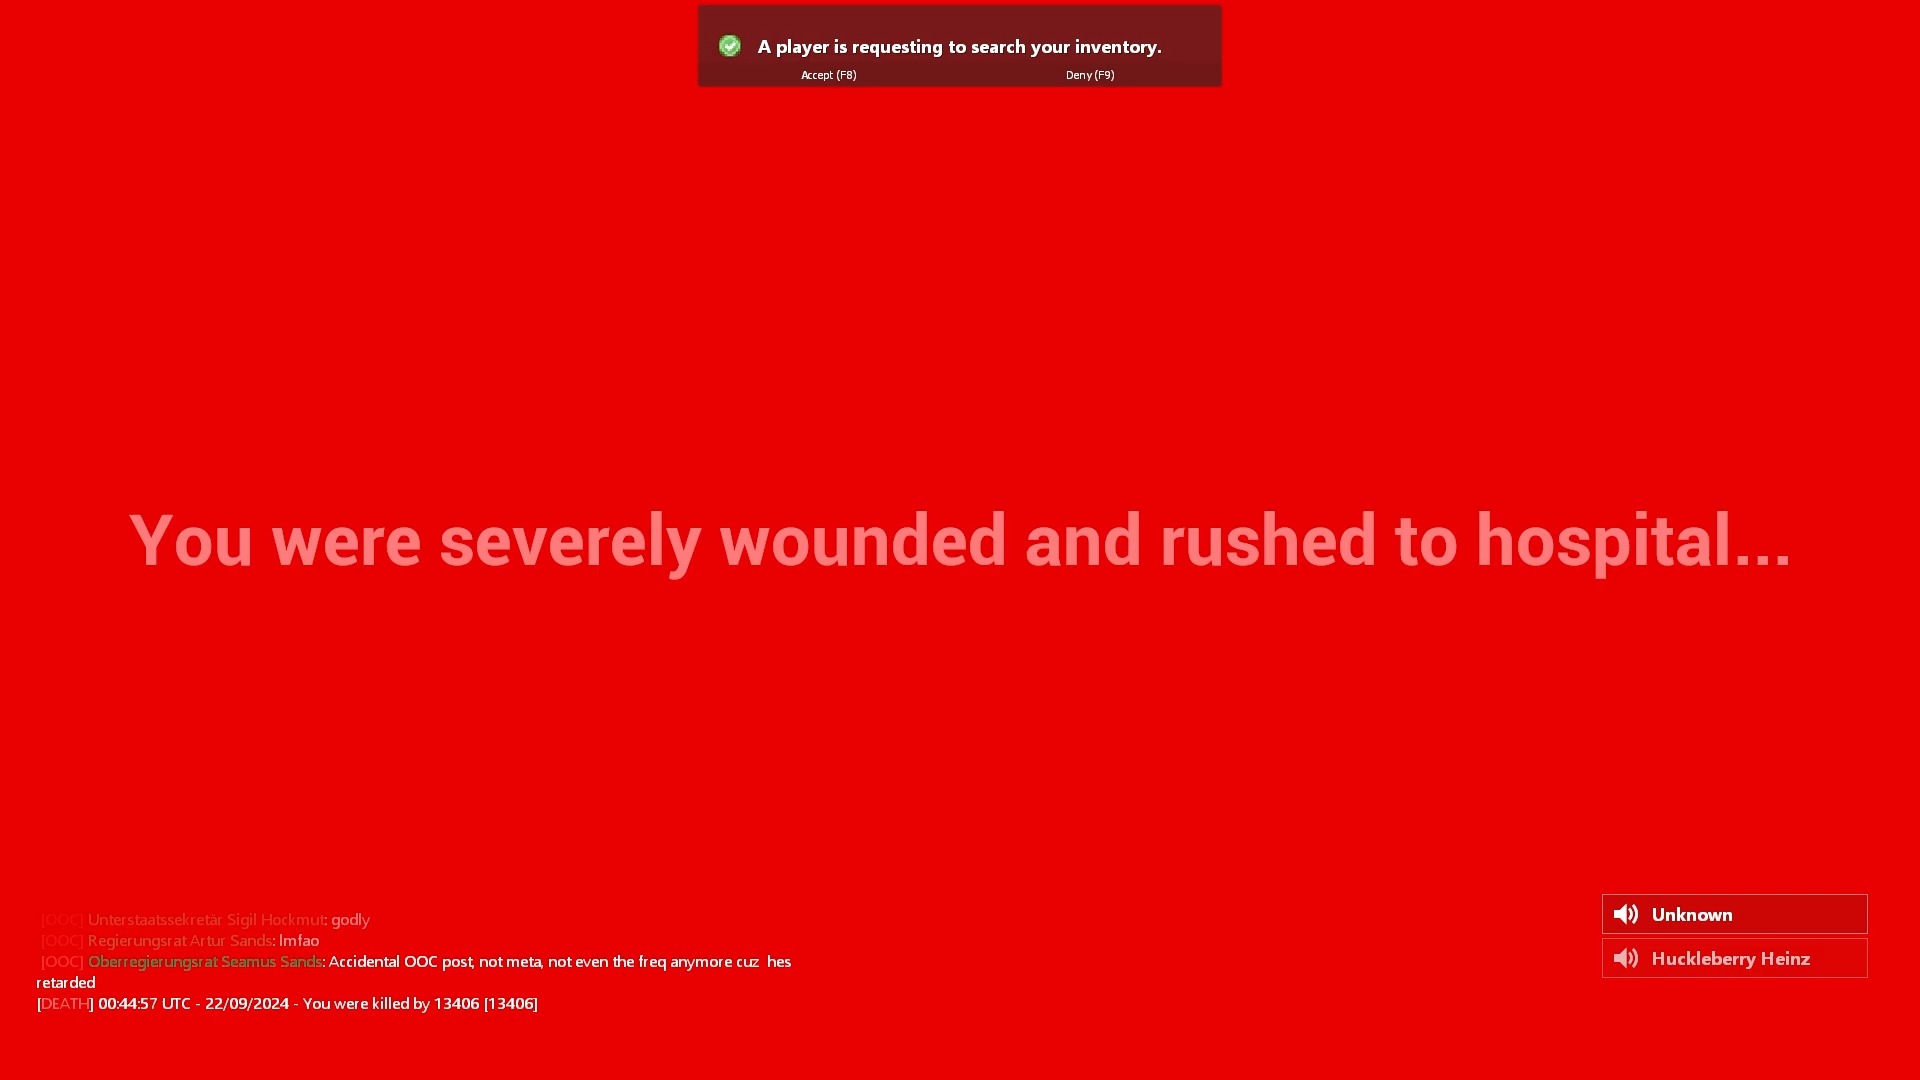 A player is requesting to search your inventory.
Accept (F8) Deny (F9)
You were severely wounded and rushed to hospital...
[OOC] Unterstaatssekretär Sigil Hockmut: godly
[OOC] Regierungsrat Artur Sands: lmfao
[OOC] Oberregierungsrat Seamus Sands: Accidental OOC post, not meta, not even the freq anymore cuz  hes
retarded
[DEATH] 00:44:57 UTC - 22/09/2024 - You were killed by 13406 [13406]
Unknown
Huckleberry Heinz